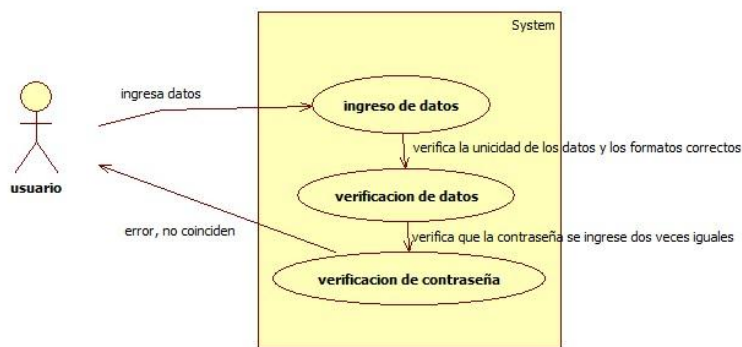 System
ingresa datos
ingreso de datos
verifica la unicidad de los datos y los formatos correctos
usuario
verificacion de datos
error, no coinciden
verifica que la contraseña se ingrese dos veces iguales
verificacion de contraseña